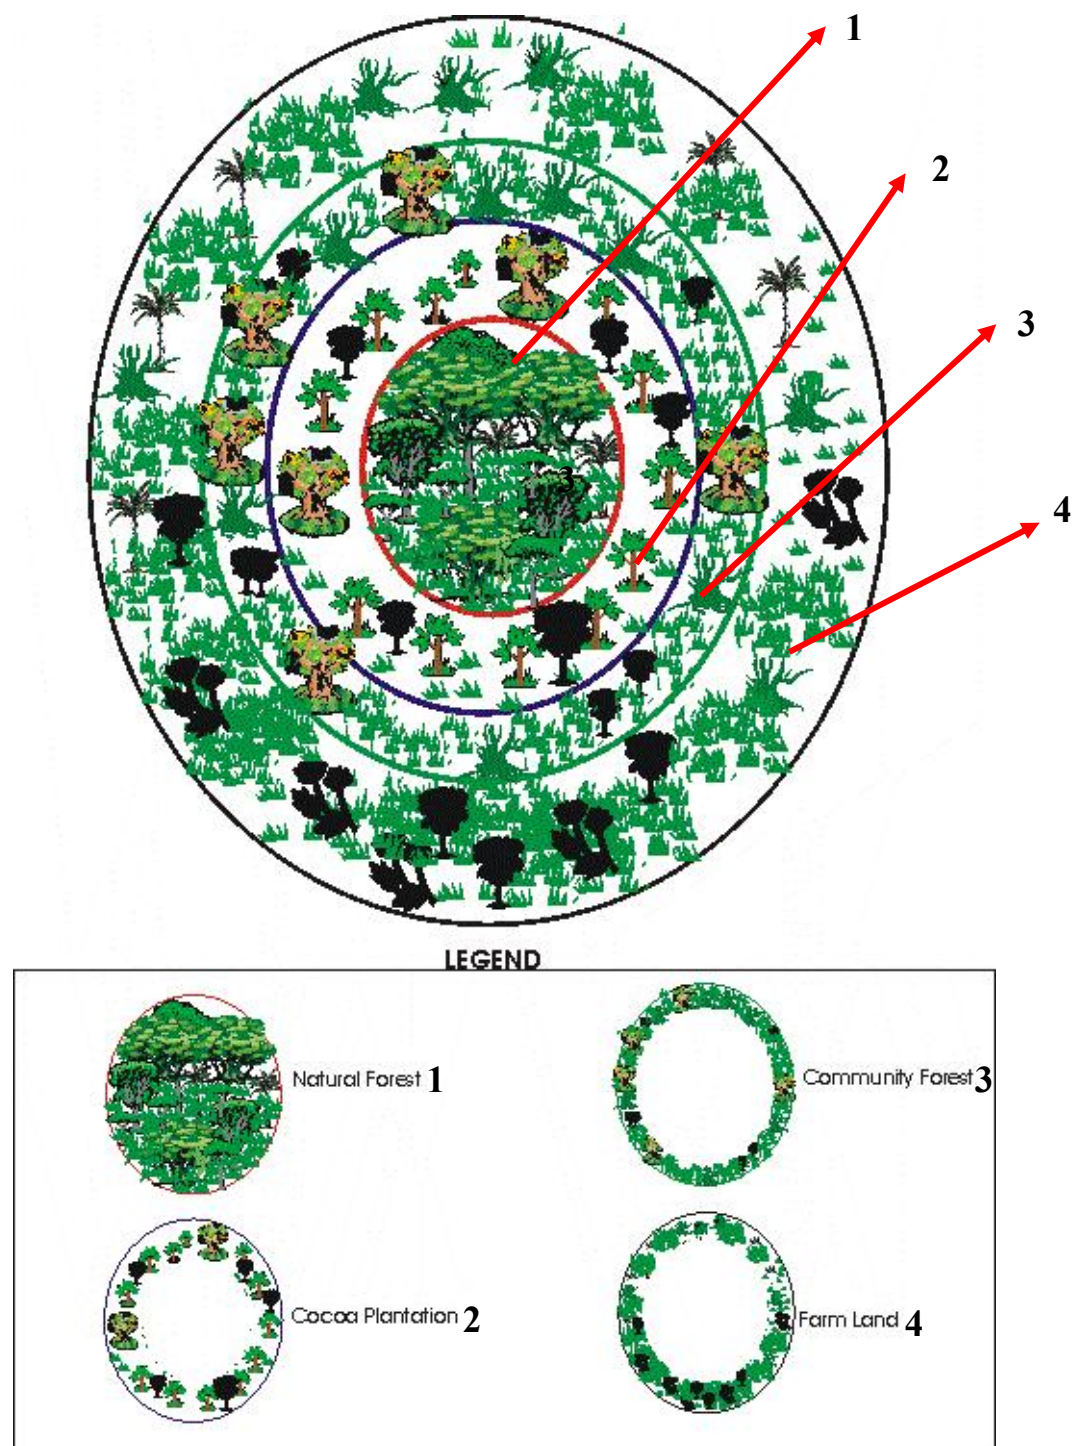 1
2
3
3
4
LEGEND
Natural Forest 1
Community Forest 3
Cocoa Plantation 2
Farm Land 4